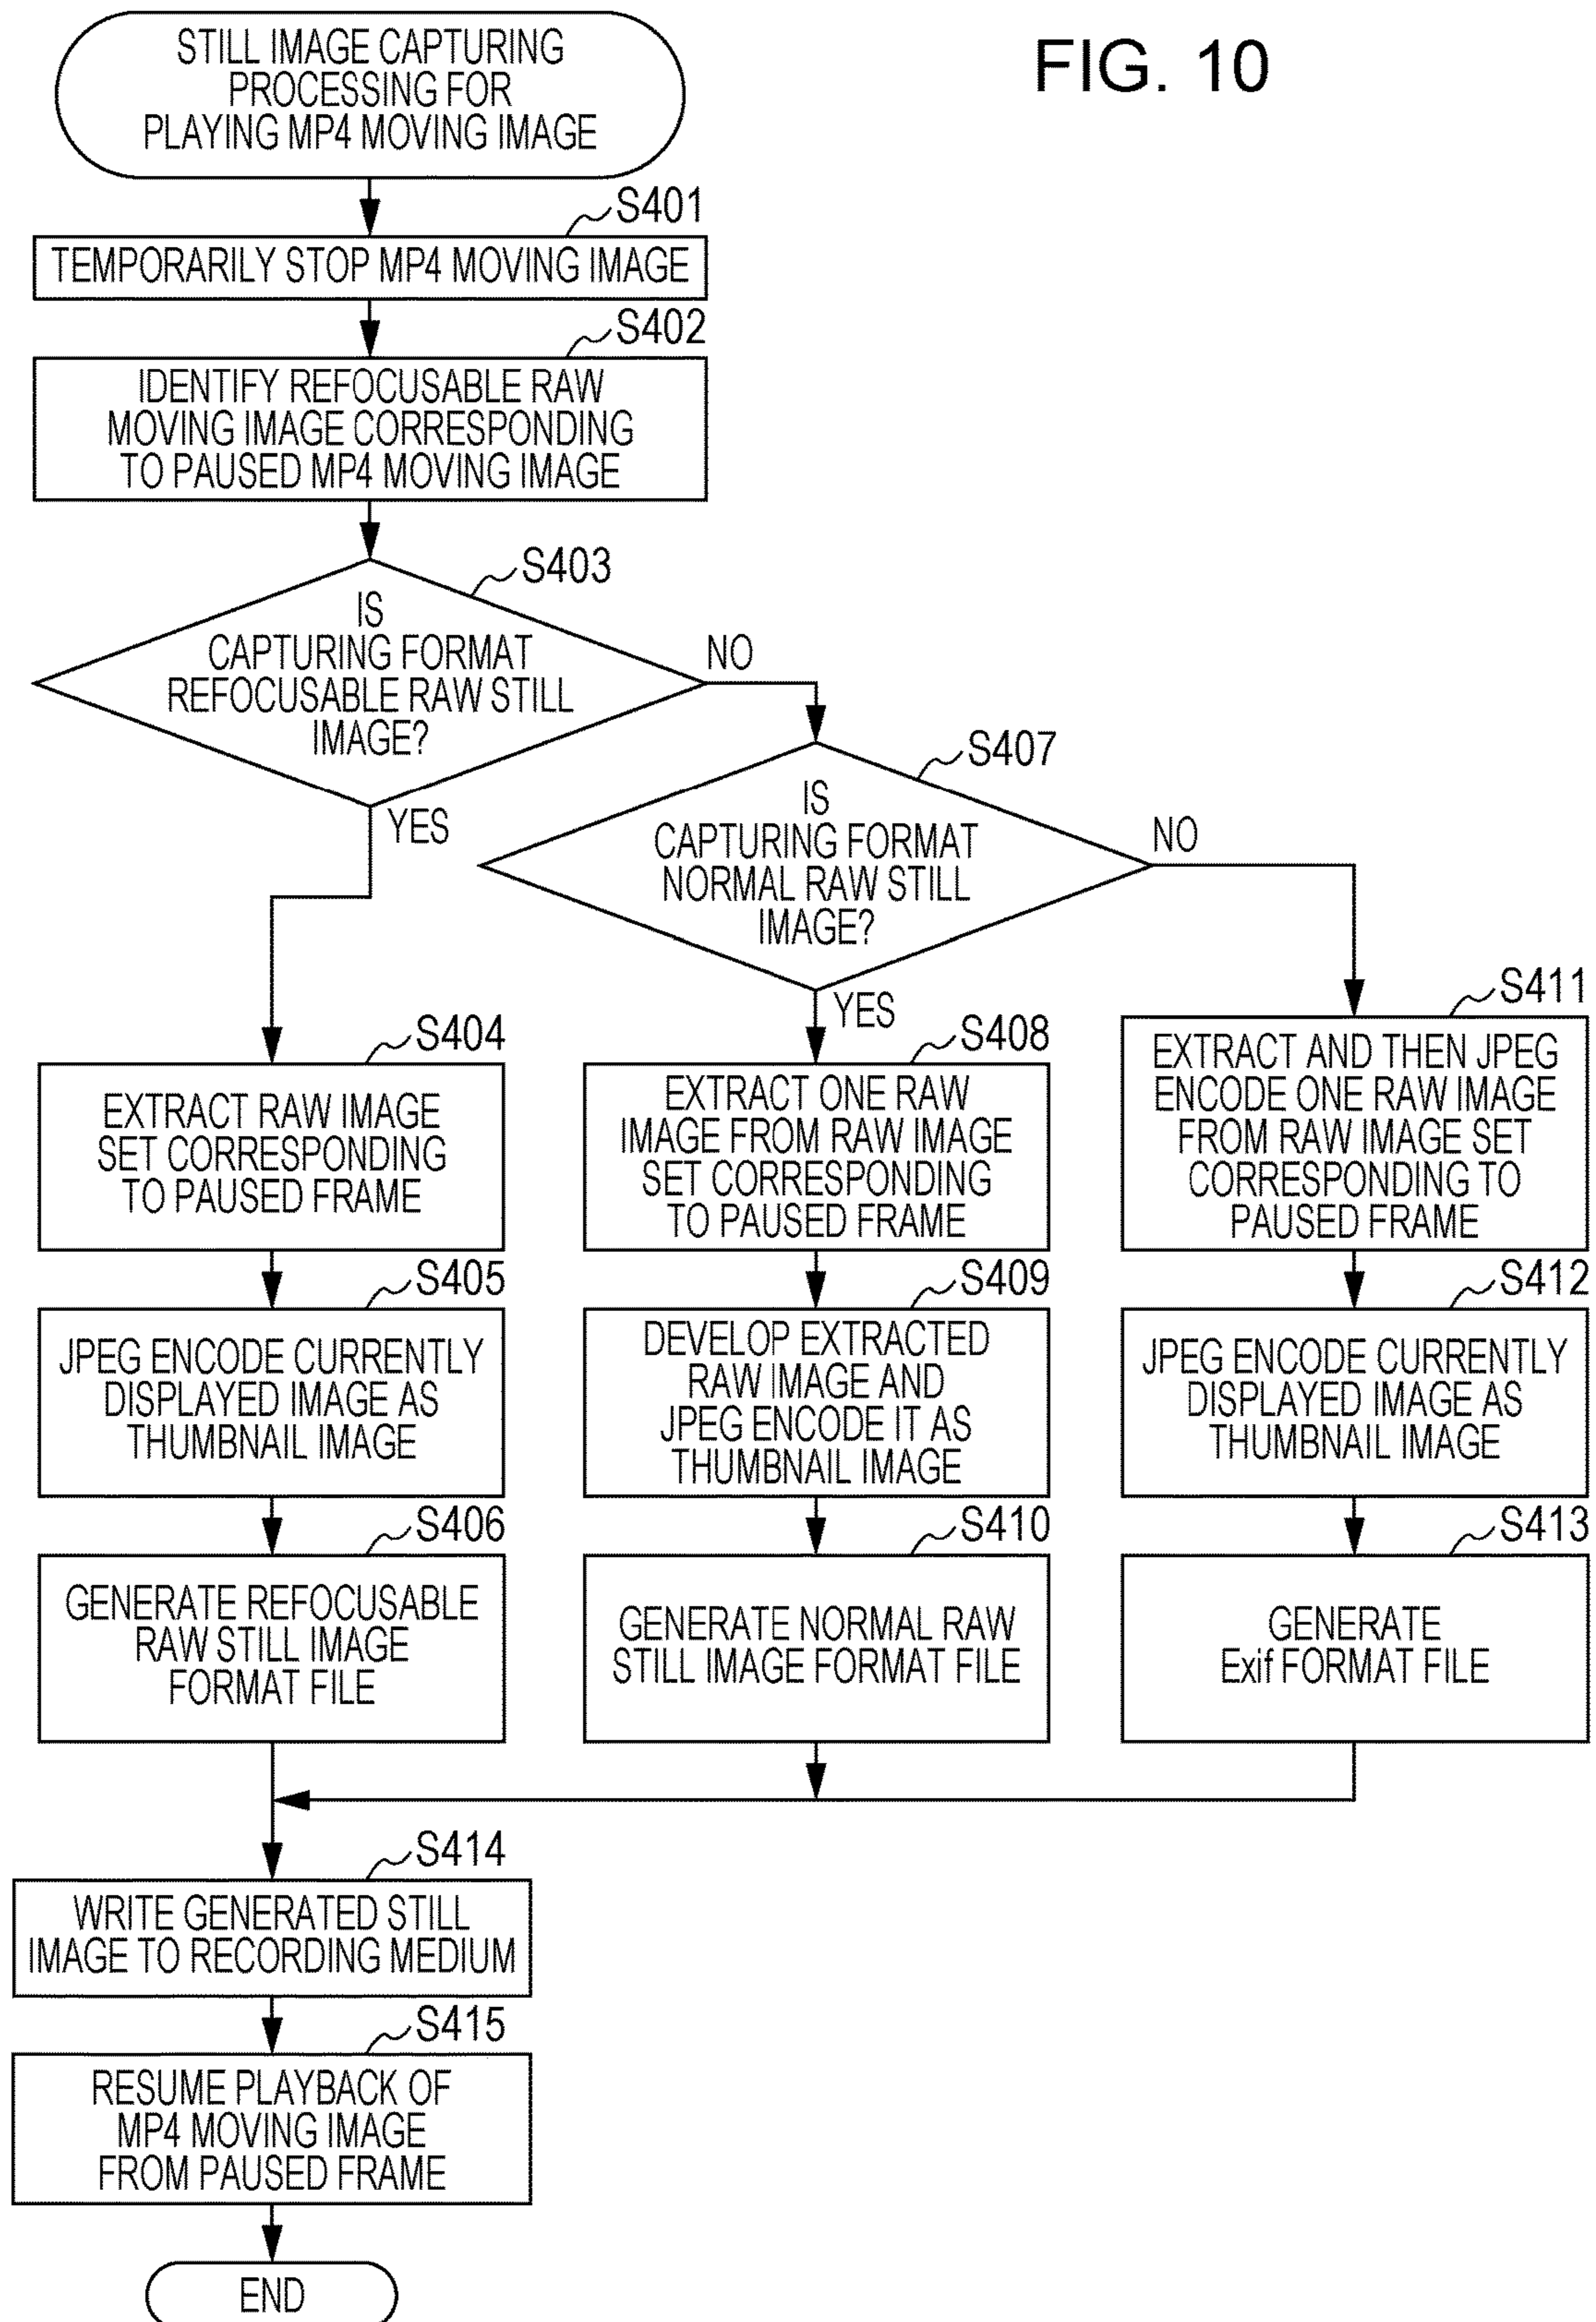 FIG. 10
STILL IMAGE CAPTURING
PROCESSING FOR
PLAYING MP4 MOVING IMAGE
S401
TEMPORARILY STOP MP4 MOVING IMAGE
S402
IDENTIFY REFOCUSABLE RAW
MOVING IMAGE CORRESPONDING
TO PAUSED MP4 MOVING IMAGE
S403
IS
CAPTURING FORMAT
REFOCUSABLE RAW STILL
IMAGE?
NO
YES
S407
IS
CAPTURING FORMAT
NORMAL RAW STILL
IMAGE?
NO
YES
S404
EXTRACT RAW IMAGE
SET CORRESPONDING
TO PAUSED FRAME
S405
JPEG ENCODE CURRENTLY
DISPLAYED IMAGE AS
THUMBNAIL IMAGE
S406
GENERATE REFOCUSABLE
RAW STILL IMAGE
FORMAT FILE
S408
EXTRACT ONE RAW
IMAGE FROM RAW IMAGE
SET CORRESPONDING
TO PAUSED FRAME
S409
DEVELOP EXTRACTED
RAW IMAGE AND
JPEG ENCODE IT AS
THUMBNAIL IMAGE
S410
GENERATE NORMAL RAW
STILL IMAGE FORMAT FILE
S411
EXTRACT AND THEN JPEG
ENCODE ONE RAW IMAGE
FROM RAW IMAGE SET
CORRESPONDING TO
PAUSED FRAME
S412
JPEG ENCODE CURRENTLY
DISPLAYED IMAGE AS
THUMBNAIL IMAGE
S413
GENERATE
Exif FORMAT FILE
S414
WRITE GENERATED STILL
IMAGE TO RECORDING MEDIUM
S415
RESUME PLAYBACK OF
MP4 MOVING IMAGE
FROM PAUSED FRAME
END